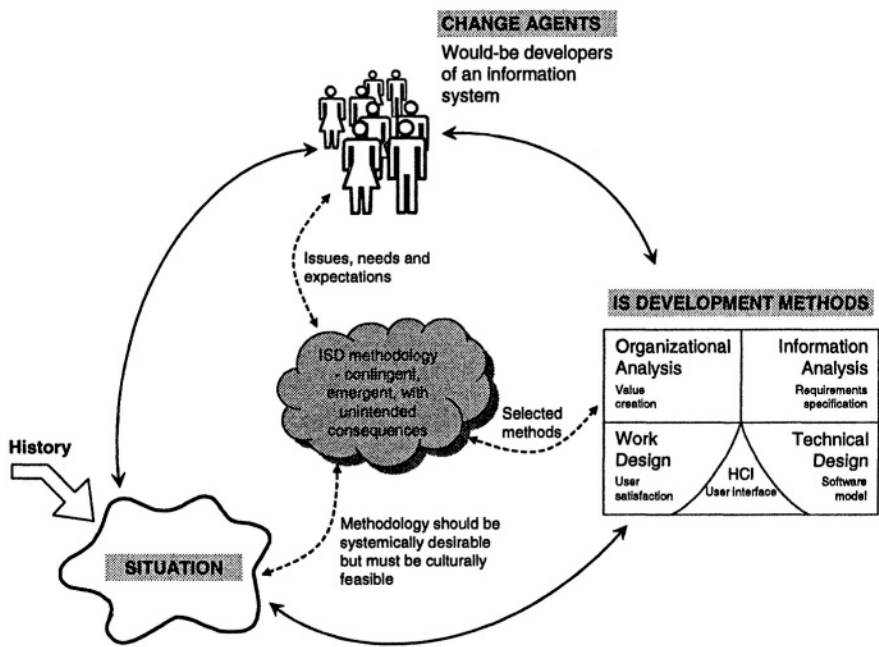 CHANGE AGENTS
Would-be developers
of an information
system
Issues, needs and
expectations
IS DEVELOPMENT METHODS
Organizational
Analysis
Value
creation
Information
Analysis
Requirements
specification
ISD methodology
- contingent,
emergent, with
unintended
consequences
Selected
methods
Work
Design
User
satisfaction
HCI
User interface
Technical
Design
Software
model
History
Methodology should be
systemically desirable
but must be culturally
feasible
SITUATION